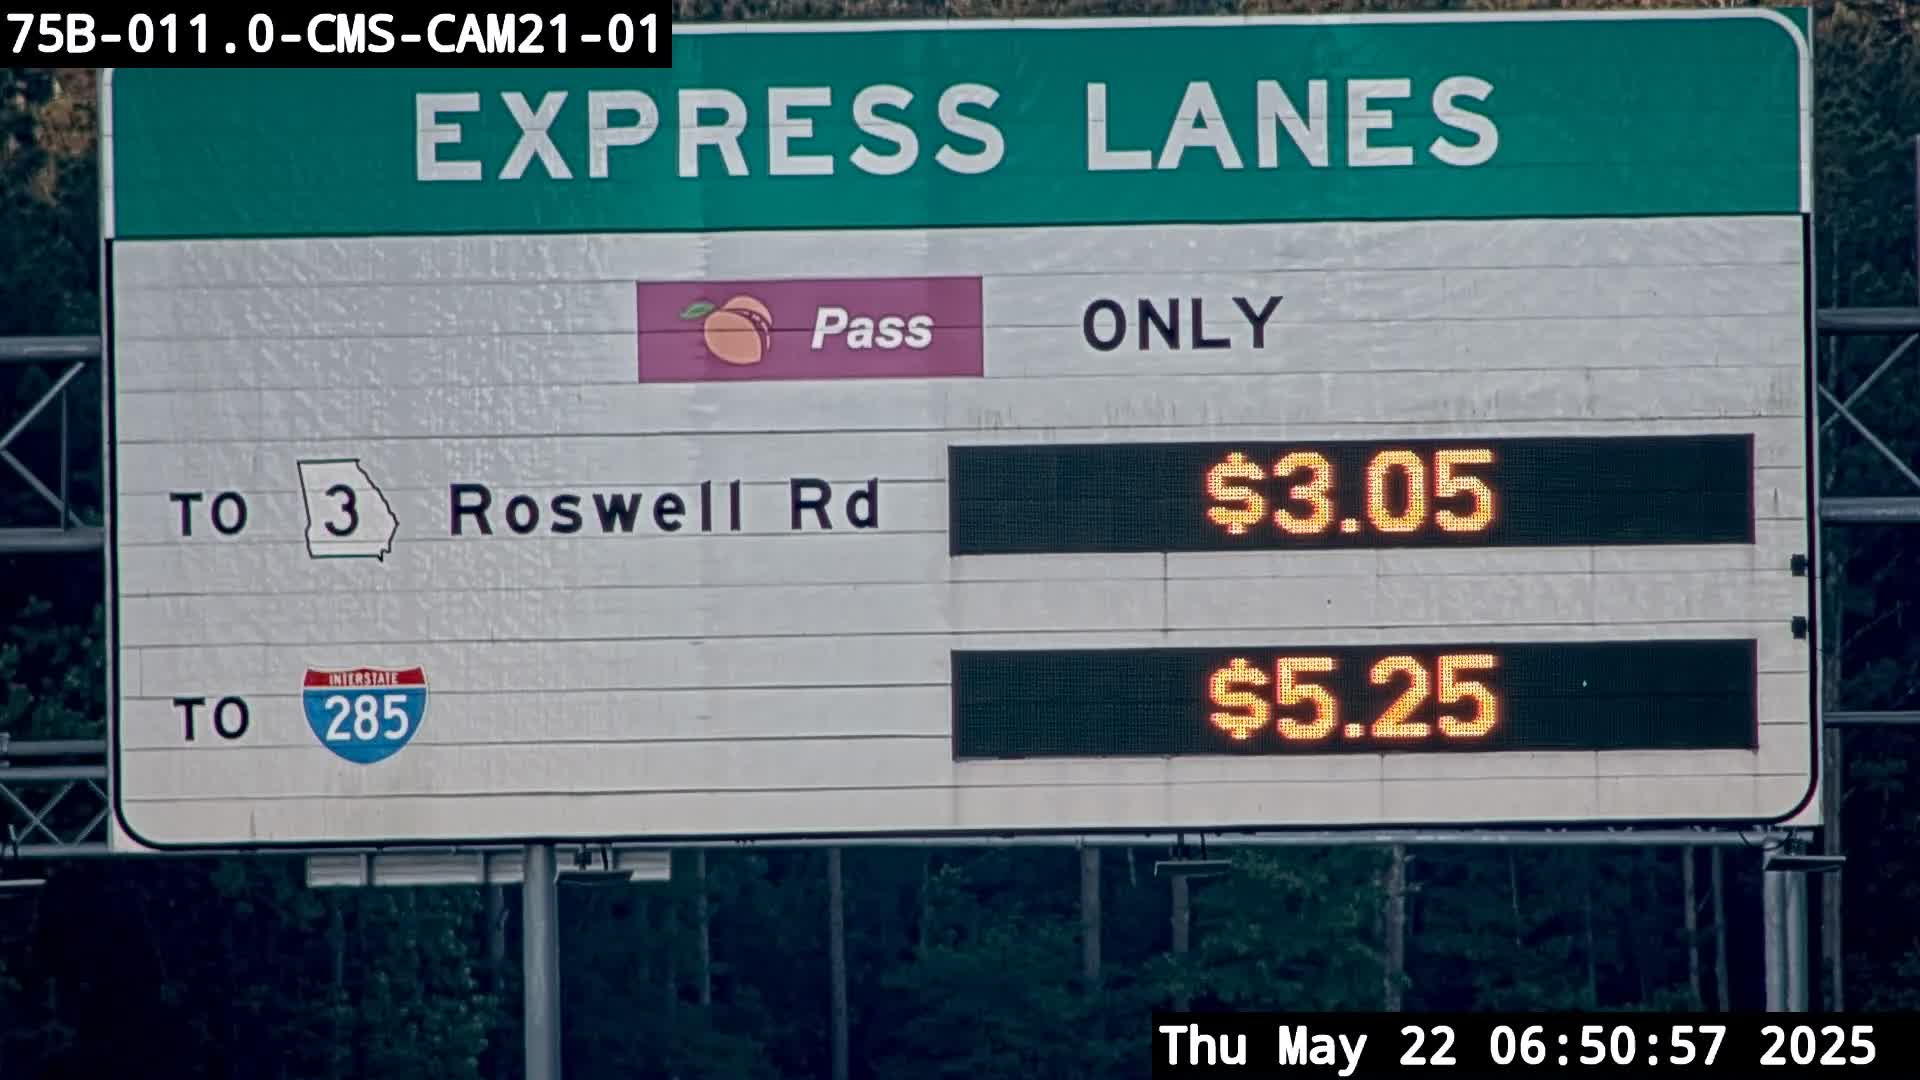 75B-011.0-CMS-CAM21-01
EXPRESS LANES
Pass ONLY
TO 3 Roswell Rd $3.05
TO INTERSTATE 285 $5.25
Thu May 22 06:50:57 2025